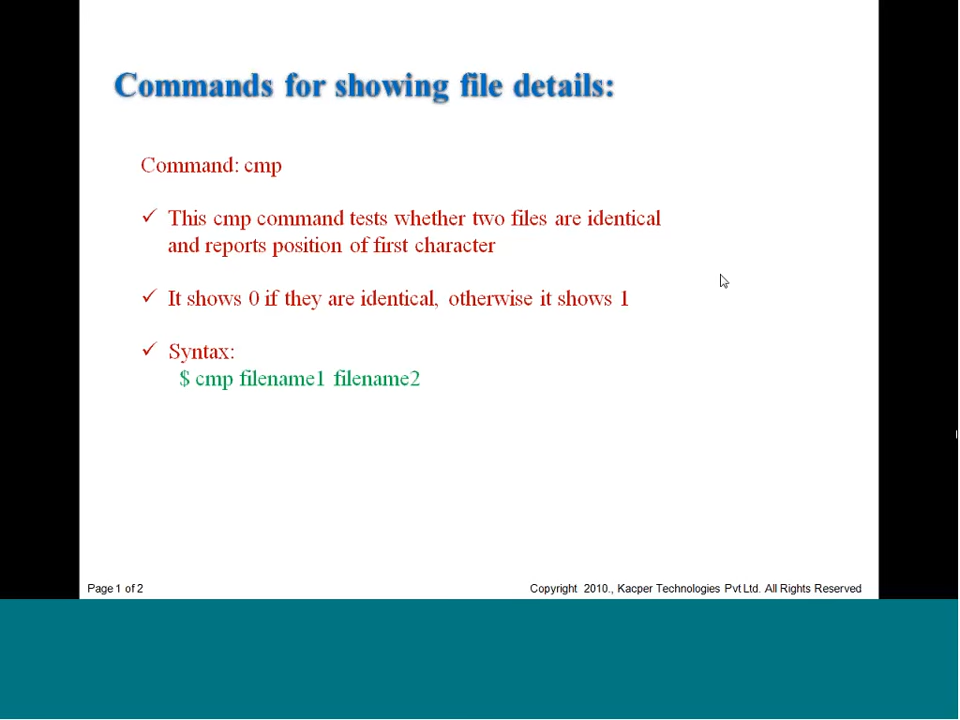 Commands for showing file details:
Command: cmp
✓ This cmp command tests whether two files are identical
and reports position of first character
✓ It shows 0 if they are identical, otherwise it shows 1
✓ Syntax:
$ cmp filename1 filename2
Page 1 of 2
Copyright 2010., Kacper Technologies Pvt Ltd. All Rights Reserved